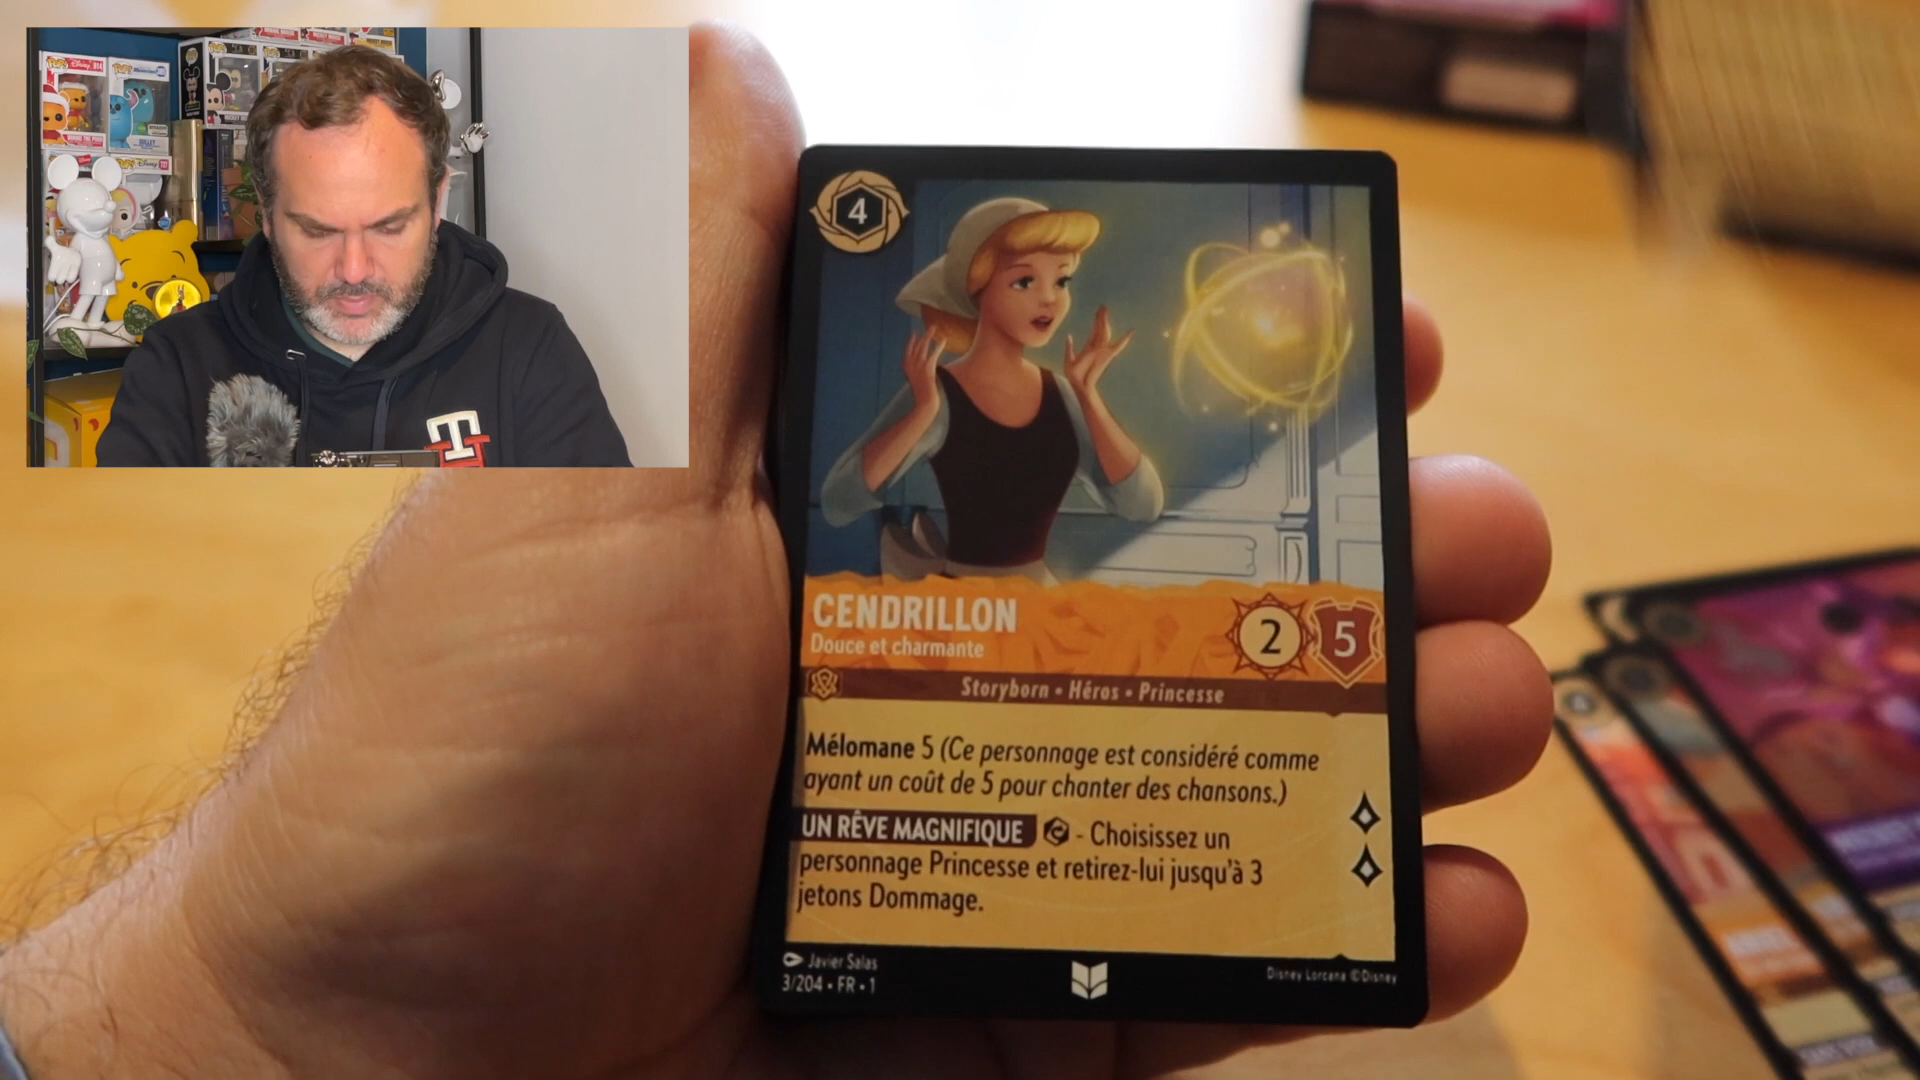 4
CENDRILLON
Douce et charmante
2
5
Storyborn • Héros • Princesse
Mélomane 5 (Ce personnage est considéré comme
ayant un coût de 5 pour chanter des chansons.)
UN RÊVE MAGNIFIQUE - Choisissez un
personnage Princesse et retirez-lui jusqu'à 3
jetons Dommage.
Javier Salas
3/204 • FR • 1
Disney Lorcana ©Disney